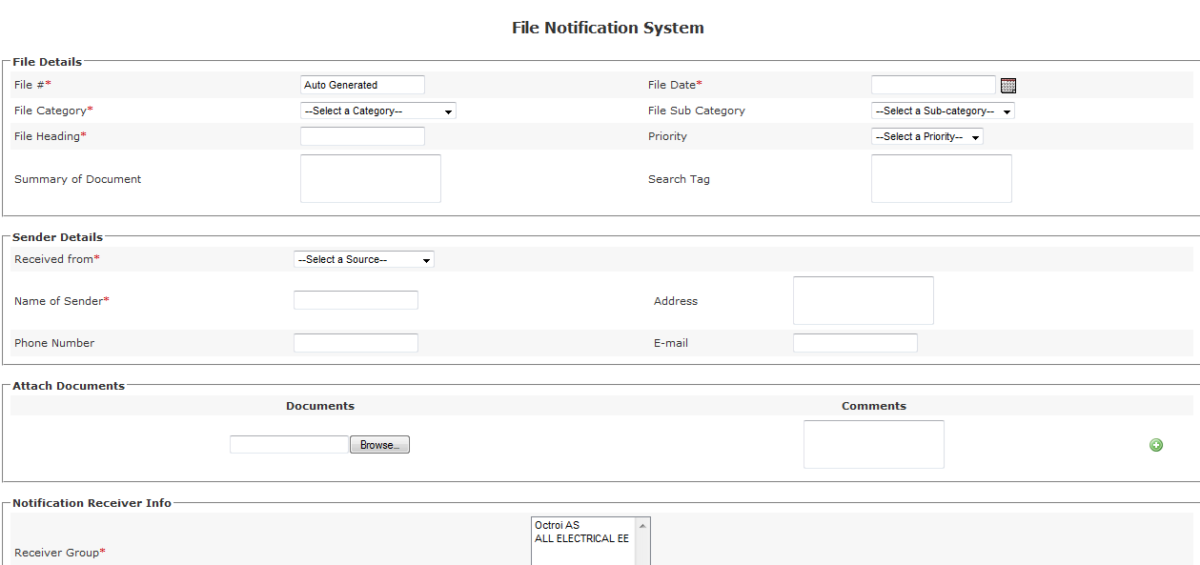 File Notification System
File Details
File #* Auto Generated File Date*
File Category* --Select a Category-- File Sub Category --Select a Sub-category--
File Heading* Priority --Select a Priority--
Summary of Document Search Tag
Sender Details
Received from* --Select a Source--
Name of Sender* Address
Phone Number E-mail
Attach Documents
Documents Comments
Browse...
Notification Receiver Info
Octroi AS
ALL ELECTRICAL EE
Receiver Group*